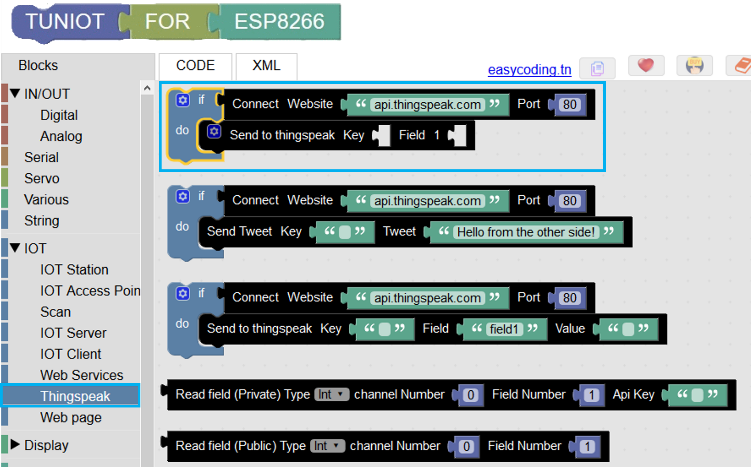 TUNIOT FOR ESP8266
Blocks
CODE XML
easycoding.tn
IN/OUT
Digital
Analog
Serial
Servo
Various
String
IOT
IOT Station
IOT Access Poin
Scan
IOT Server
IOT Client
Web Services
Thingspeak
Web page
Display
if Connect Website “ api.thingspeak.com ” Port 80
do Send to thingspeak Key Field 1
if Connect Website “ api.thingspeak.com ” Port 80
do Send Tweet Key “ ” Tweet “ Hello from the other side! ”
if Connect Website “ api.thingspeak.com ” Port 80
do Send to thingspeak Key “ ” Field “ field1 ” Value “ ”
Read field (Private) Type Int channel Number 0 Field Number 1 Api Key “ ”
Read field (Public) Type Int channel Number 0 Field Number 1